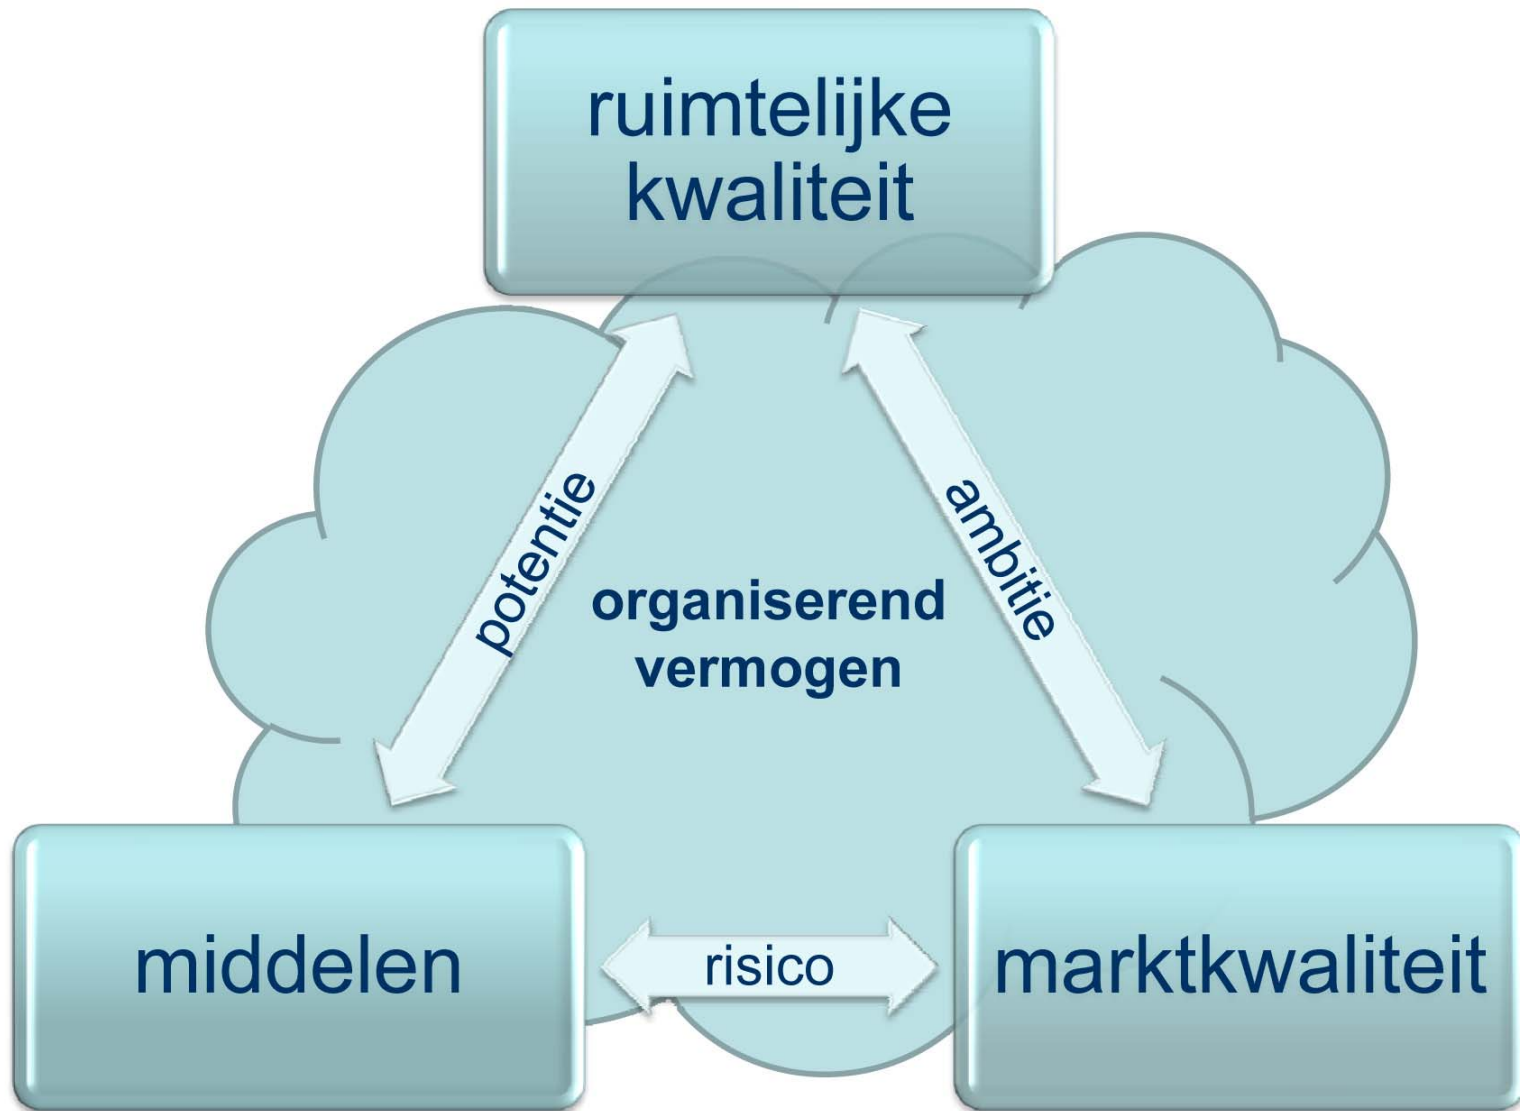 ruimtelijke
kwaliteit
potentie
ambitie
organiserend
vermogen
middelen
risico
marktkwaliteit